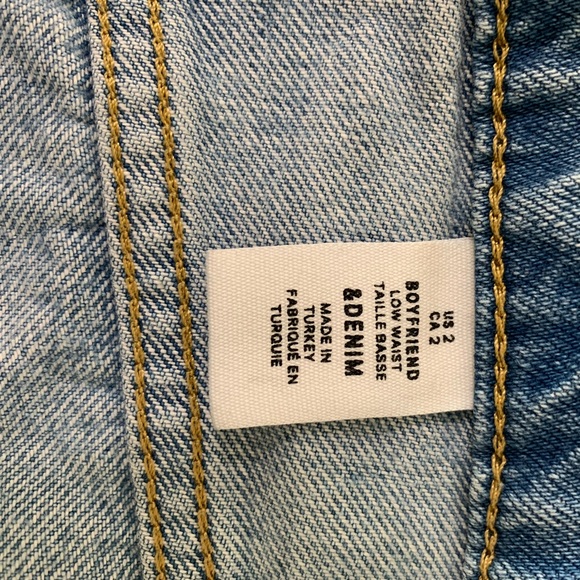 US 2
CA 2
BOYFRIEND
LOW WAIST
TAILLE BASSE
&DENIM
MADE IN
TURKEY
FABRIQUÉ EN
TURQUIE